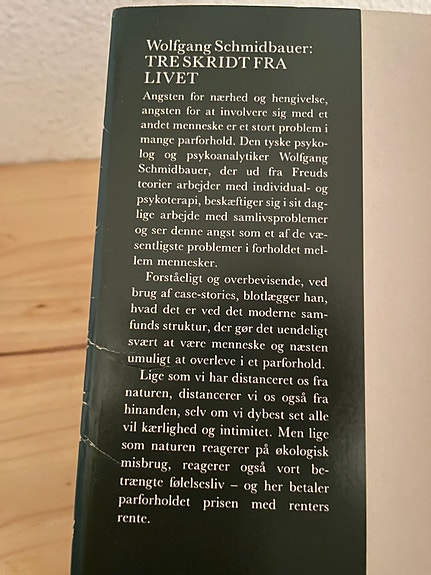 Wolfgang Schmidbauer:
TRE SKRIDT FRA
LIVET
Angsten for nærhed og hengivelse,
angsten for at involvere sig med et
andet menneske er et stort problem i
mange parforhold. Den tyske psyko-
log og psykoanalytiker Wolfgang
Schmidbauer, der ud fra Freuds
teorier arbejder med individual- og
psykoterapi, beskæftiger sig i sit dag-
lige arbejde med samlivsproblemer
og ser denne angst som et af de væ-
sentligste problemer i forholdet mel-
lem mennesker.
Forståeligt og overbevisende, ved
brug af case-stories, blotlægger han,
hvad det er ved det moderne sam-
funds struktur, der gør det uendeligt
svært at være menneske og næsten
umuligt at overleve i et parforhold.
Lige som vi har distanceret os fra
naturen, distancerer vi os også fra
hinanden, selv om vi dybest set alle
vil kærlighed og intimitet. Men lige
som naturen reagerer på økologisk
misbrug, reagerer også vort be-
trængte følelsesliv – og her betaler
parforholdet prisen med renters
rente.